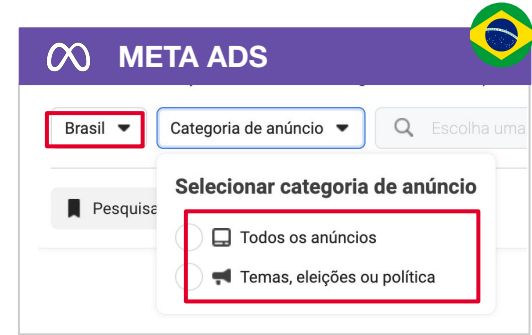 META ADS
Brasil
Categoria de anúncio
Escolha uma
Selecionar categoria de anúncio
Pesquisa
Todos os anúncios
Temas, eleições ou política